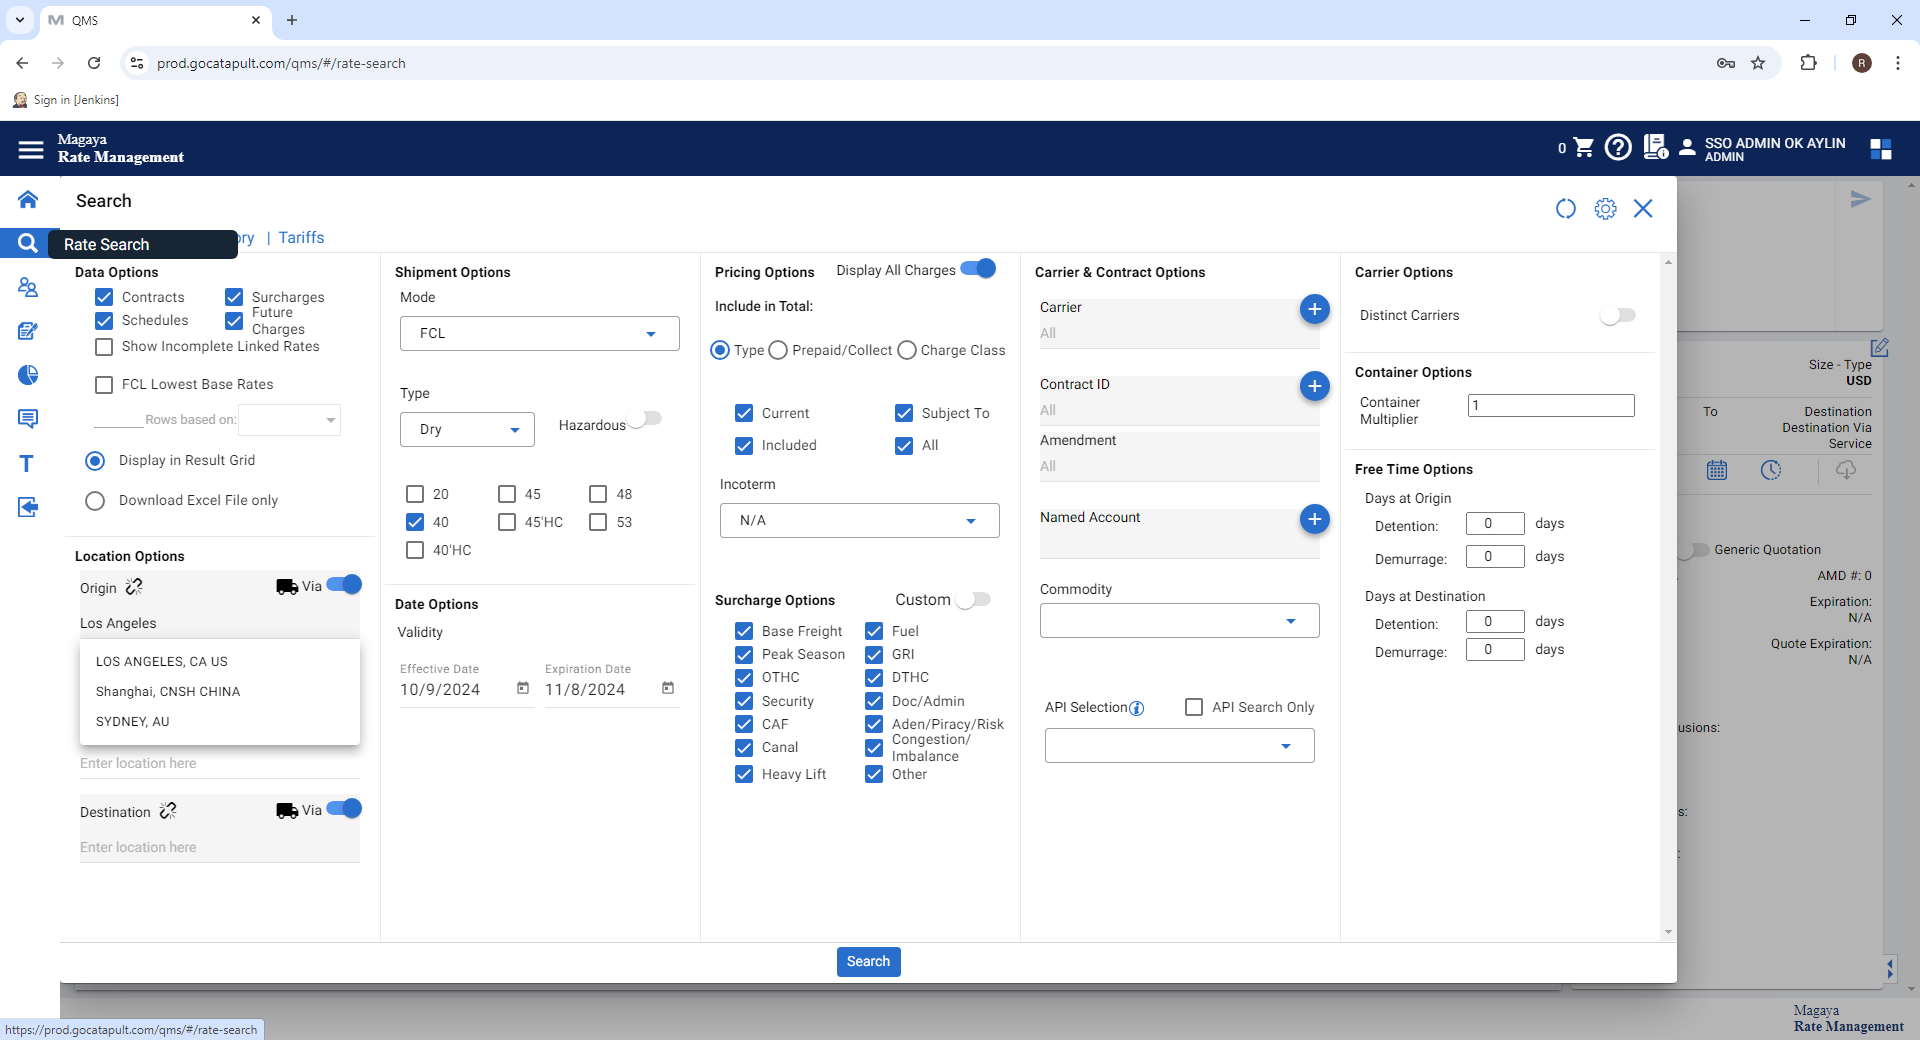 QMS
prod.gocatapult.com/qms/#/rate-search
R
Sign in [Jenkins]
Magaya
Rate Management
0
SSO ADMIN OK AYLIN
ADMIN
Search
Rate Search
ory | Tariffs
Data Options
Contracts
Surcharges
Schedules
Future
Charges
Show Incomplete Linked Rates
FCL Lowest Base Rates
Rows based on:
Display in Result Grid
Download Excel File only
Location Options
Origin
Via
Los Angeles
LOS ANGELES, CA US
Shanghai, CNSH CHINA
SYDNEY, AU
Enter location here
Destination
Via
Enter location here
Shipment Options
Mode
FCL
Type
Dry
Hazardous
20
45
48
40
45'HC
53
40'HC
Date Options
Validity
Effective Date
Expiration Date
10/9/2024
11/8/2024
Pricing Options
Display All Charges
Include in Total:
Type
Prepaid/Collect
Charge Class
Current
Subject To
Included
All
Incoterm
N/A
Surcharge Options
Custom
Base Freight
Fuel
Peak Season
GRI
OTHC
DTHC
Security
Doc/Admin
CAF
Aden/Piracy/Risk
Canal
Congestion/
Imbalance
Heavy Lift
Other
Carrier & Contract Options
Carrier
All
Contract ID
All
Amendment
All
Named Account
Commodity
API Selection
API Search Only
Carrier Options
Distinct Carriers
Container Options
Container
Multiplier
1
Free Time Options
Days at Origin
Detention:
0
days
Demurrage:
0
days
Days at Destination
Detention:
0
days
Demurrage:
0
days
Search
Size - Type
USD
To
Destination
Destination Via
Service
Generic Quotation
AMD #: 0
Expiration:
N/A
Quote Expiration:
N/A
usions:
s:
https://prod.gocatapult.com/qms/#/rate-search
Magaya
Rate Management